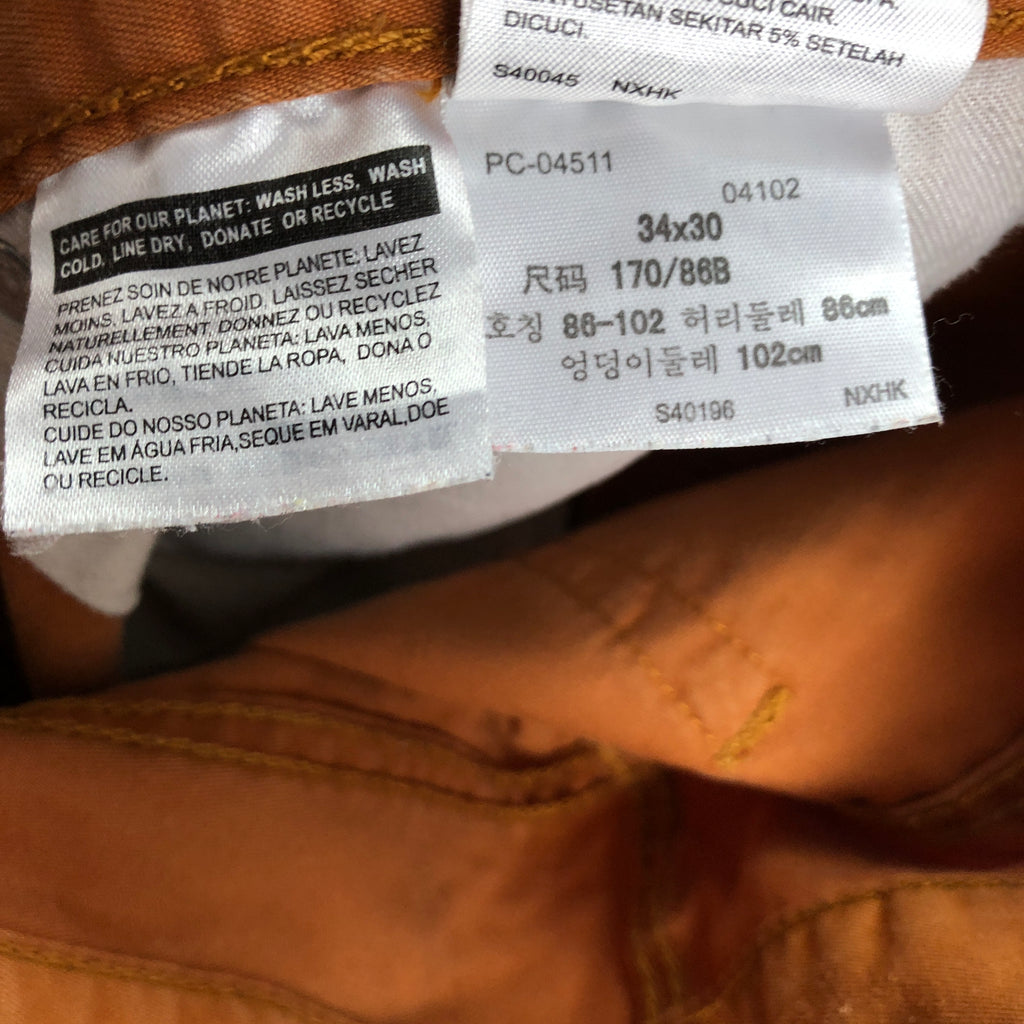 SEKITAR 5% SETELAH
DICUCI.
S40045 NXHK
CARE FOR OUR PLANET: WASH LESS, WASH
COLD, LINE DRY, DONATE OR RECYCLE
PRENEZ SOIN DE NOTRE PLANETE: LAVEZ
MOINS, LAVEZ A FROID, LAISSEZ SECHER
NATURELLEMENT, DONNEZ OU RECYCLEZ
CUIDA NUESTRO PLANETA: LAVA MENOS,
LAVA EN FRIO, TIENDE LA ROPA, DONA O
RECICLA.
CUIDE DO NOSSO PLANETA: LAVE MENOS,
LAVE EM ÁGUA FRIA,SEQUE EM VARAL,DOE
OU RECICLE.
PC-04511
04102
34x30
尺码 170/86B
호칭 86-102 허리둘레 86cm
엉덩이둘레 102cm
S40196 NXHK